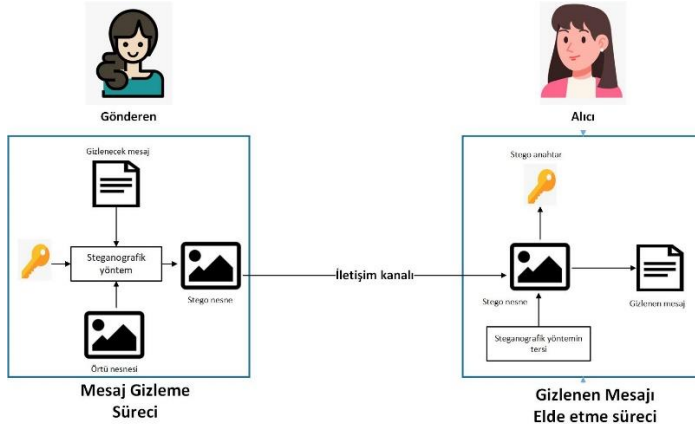 Gönderen
Alıcı
Gizlenecek mesaj
Steganografik
yöntem
Stego nesne
Örtü nesnesi
Mesaj Gizleme
Süreci
İletişim kanalı
Stego anahtar
Stego nesne
Gizlenen mesaj
Steganografik yöntemin
tersi
Gizlenen Mesajı
Elde etme süreci